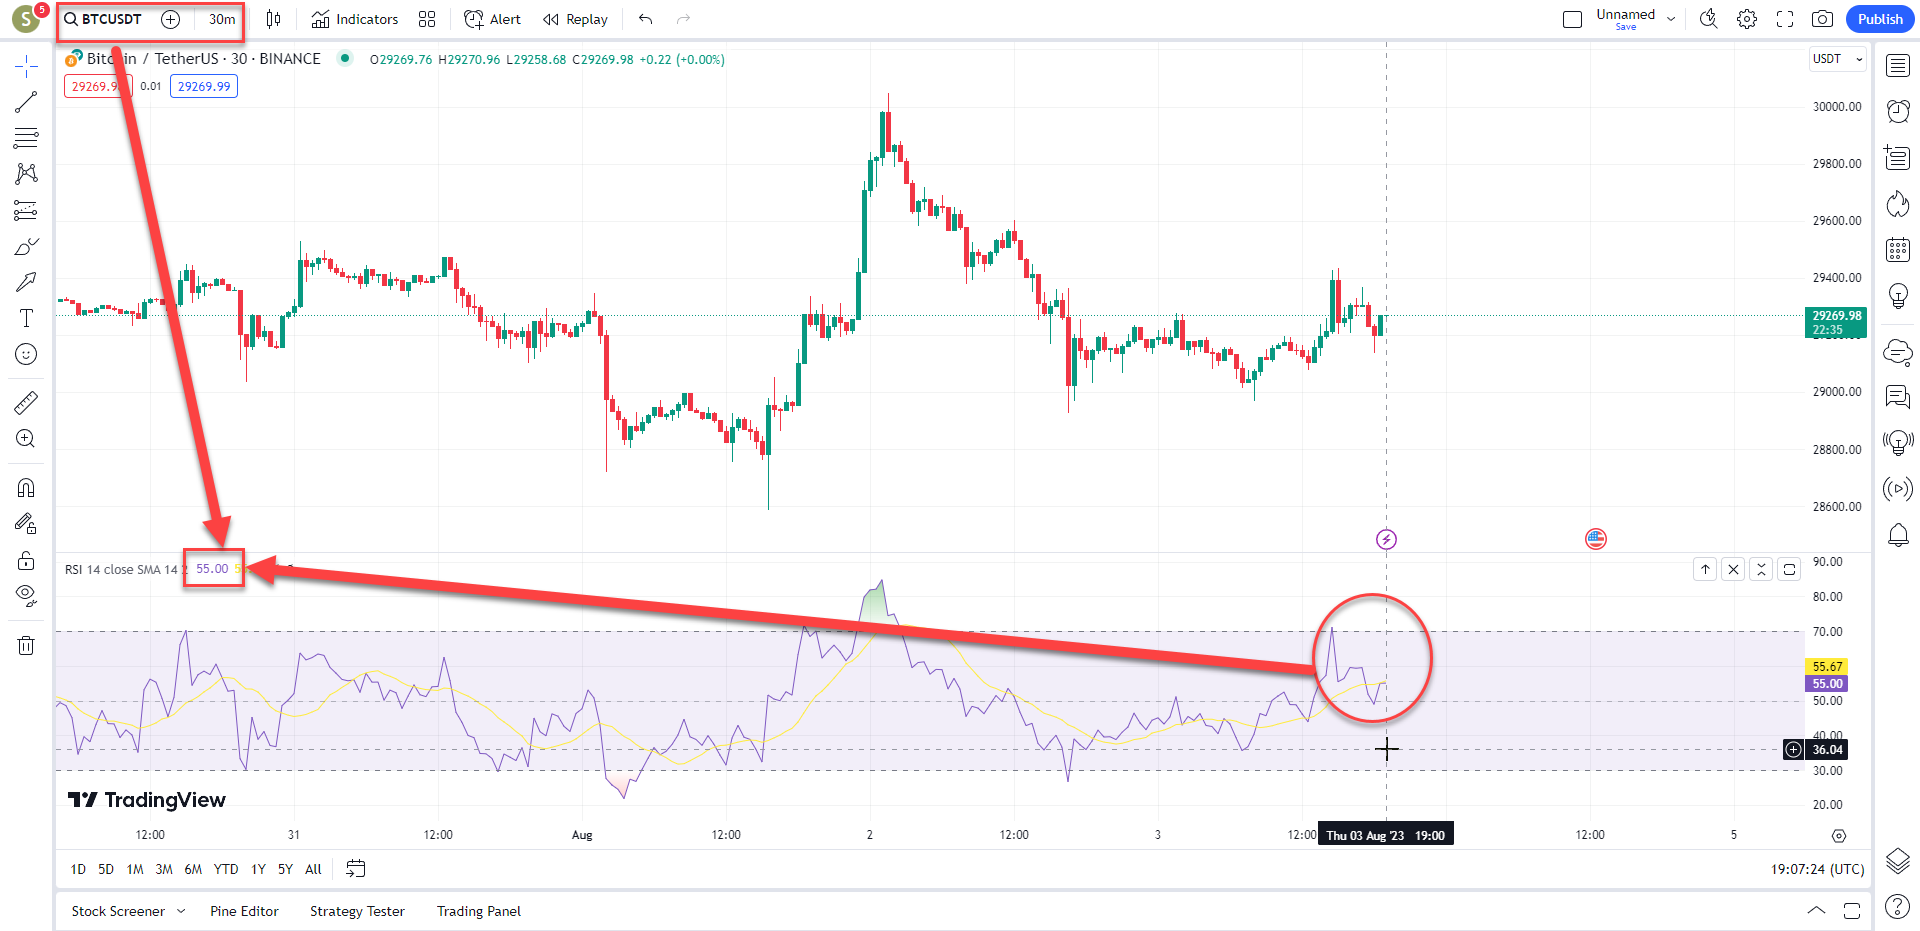 S 5 BTCUSDT 30m Indicators Alert Replay Unnamed Save Publish
Bitcoin / TetherUS · 30 · BINANCE O29269.76 H29270.96 L29258.68 C29269.98 +0.22 (+0.00%) USDT
29269.98 0.01 29269.99
30000.00
29800.00
29600.00
29400.00
29269.98
22:35
29000.00
28800.00
28600.00
RSI 14 close SMA 14 2 55.00
90.00
80.00
70.00
55.67
55.00
50.00
40.00
36.04
30.00
20.00
TradingView
12:00 31 12:00 Aug 12:00 2 12:00 3 12:00 Thu 03 Aug '23 19:00 12:00 5
1D 5D 1M 3M 6M YTD 1Y 5Y All 19:07:24 (UTC)
Stock Screener Pine Editor Strategy Tester Trading Panel